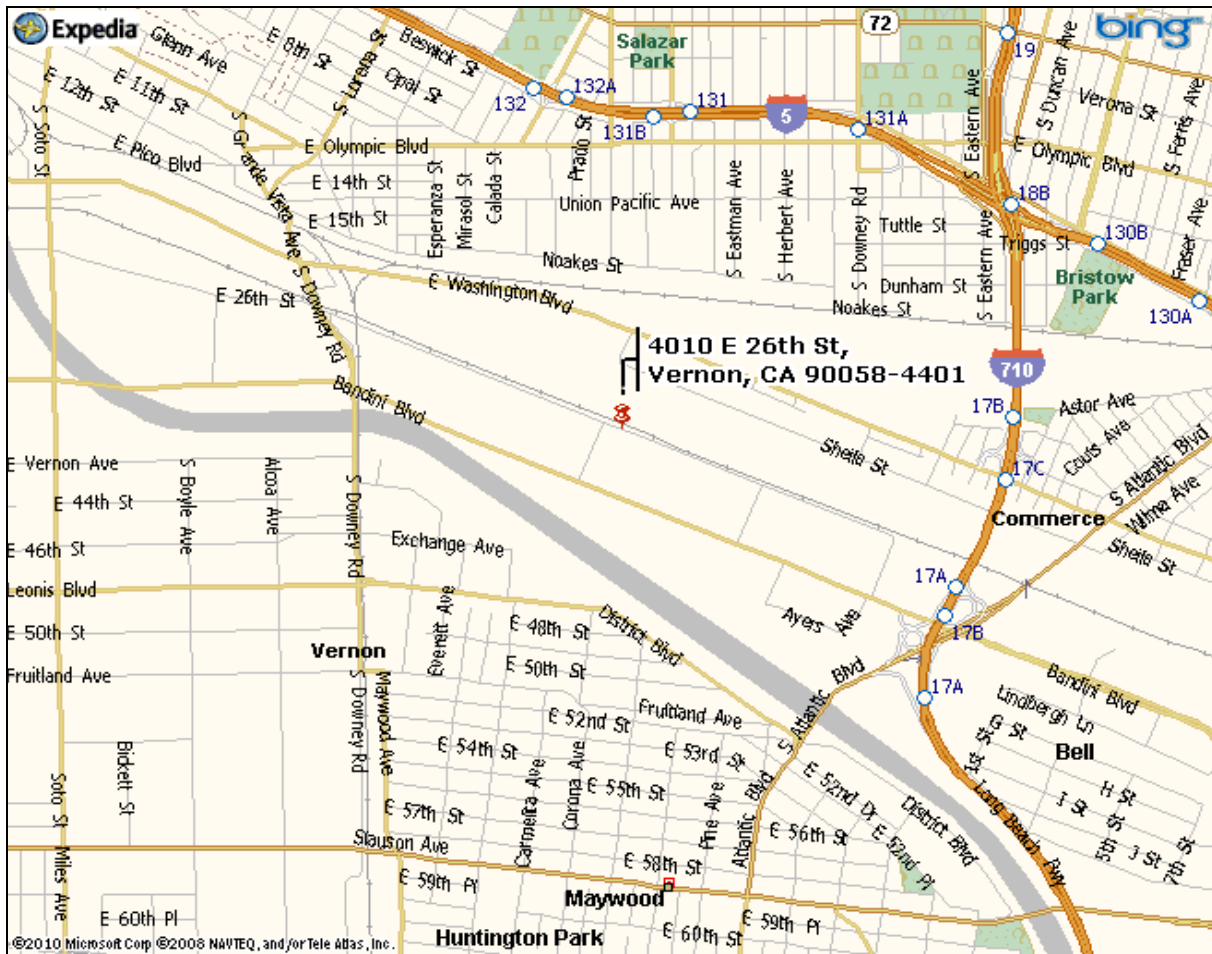 Expedia
bing
72
19
Salazar
Park
Glenn Ave
E 8th St
Beswick St
Opal St
S Lorena St
E 12th St
E 11th St
132
132A
131
131B
5
131A
S Eastern Ave
S Duncan Ave
Verona St
S Ferris Ave
S Soto St
E Pico Blvd
S Grande Vista Ave
E Olympic Blvd
Prado St
E Olympic Blvd
E 14th St
E 15th St
Esperanza St
Mirasol St
Calada St
Union Pacific Ave
S Eastman Ave
S Herbert Ave
S Downey Rd
Tuttle St
S Eastern Ave
18B
Triggs St
130B
Fraser Ave
Noakes St
Dunham St
Noakes St
Bristow
Park
130A
E 26th St
S Downey Rd
E Washington Blvd
4010 E 26th St,
Vernon, CA 90058-4401
710
Bandini Blvd
17B
Astor Ave
Couts Ave
S Atlantic Blvd
Sheila St
17C
Wilma Ave
Commerce
Sheila St
E Vernon Ave
S Boyle Ave
Alcoa Ave
S Downey Rd
E 44th St
E 46th St
Exchange Ave
Leonis Blvd
17A
Ayers Ave
17B
E 50th St
Everett Ave
E 48th St
District Blvd
Vernon
E 50th St
Fruitland Ave
S Downey Rd
Maywood Ave
S Atlantic Blvd
17A
Bandini Blvd
Lindbergh Ln
Fruitland Ave
E 52nd St
G St
Bell
E 54th St
E 53rd St
1st St
Bickett St
Soto St
Carmelita Ave
Corona Ave
E 55th St
Pine Ave
Atlantic Blvd
E 52nd Dr
District Blvd
Long Beach Fwy
H St
I St
5th St
J St
7th St
E 57th St
E 56th St
E 52nd Pl
Slauson Ave
E 58th St
Miles Ave
E 59th Pl
Maywood
E 59th Pl
E 60th Pl
E 60th St
Huntington Park
©2010 Microsoft Corp ©2008 NAVTEQ, and/or Tele Atlas, Inc.